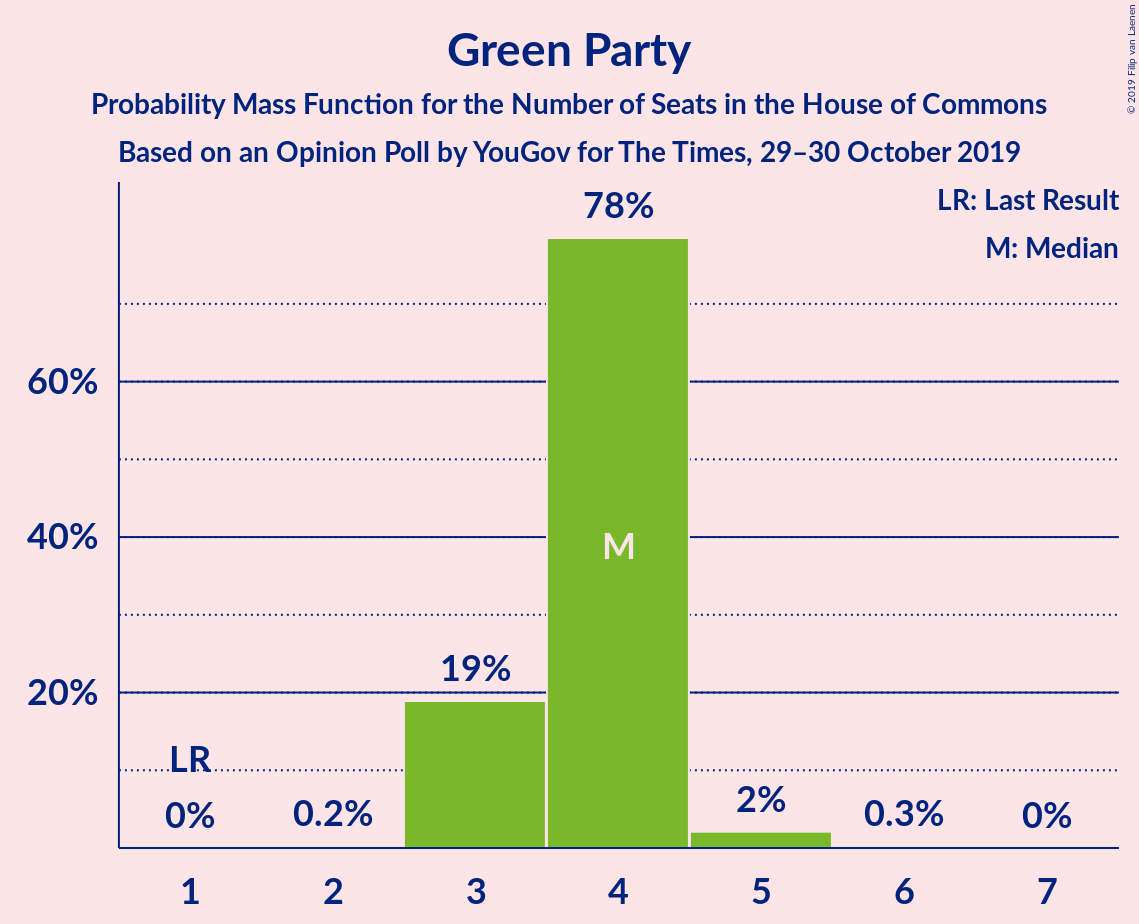 Green Party
Probability Mass Function for the Number of Seats in the House of Commons
Based on an Opinion Poll by YouGov for The Times, 29–30 October 2019
© 2019 Filip van Laenen
LR: Last Result
M: Median
78%
60%
40%
M
19%
20%
LR
0%
0.2%
2%
0.3%
0%
1 2 3 4 5 6 7